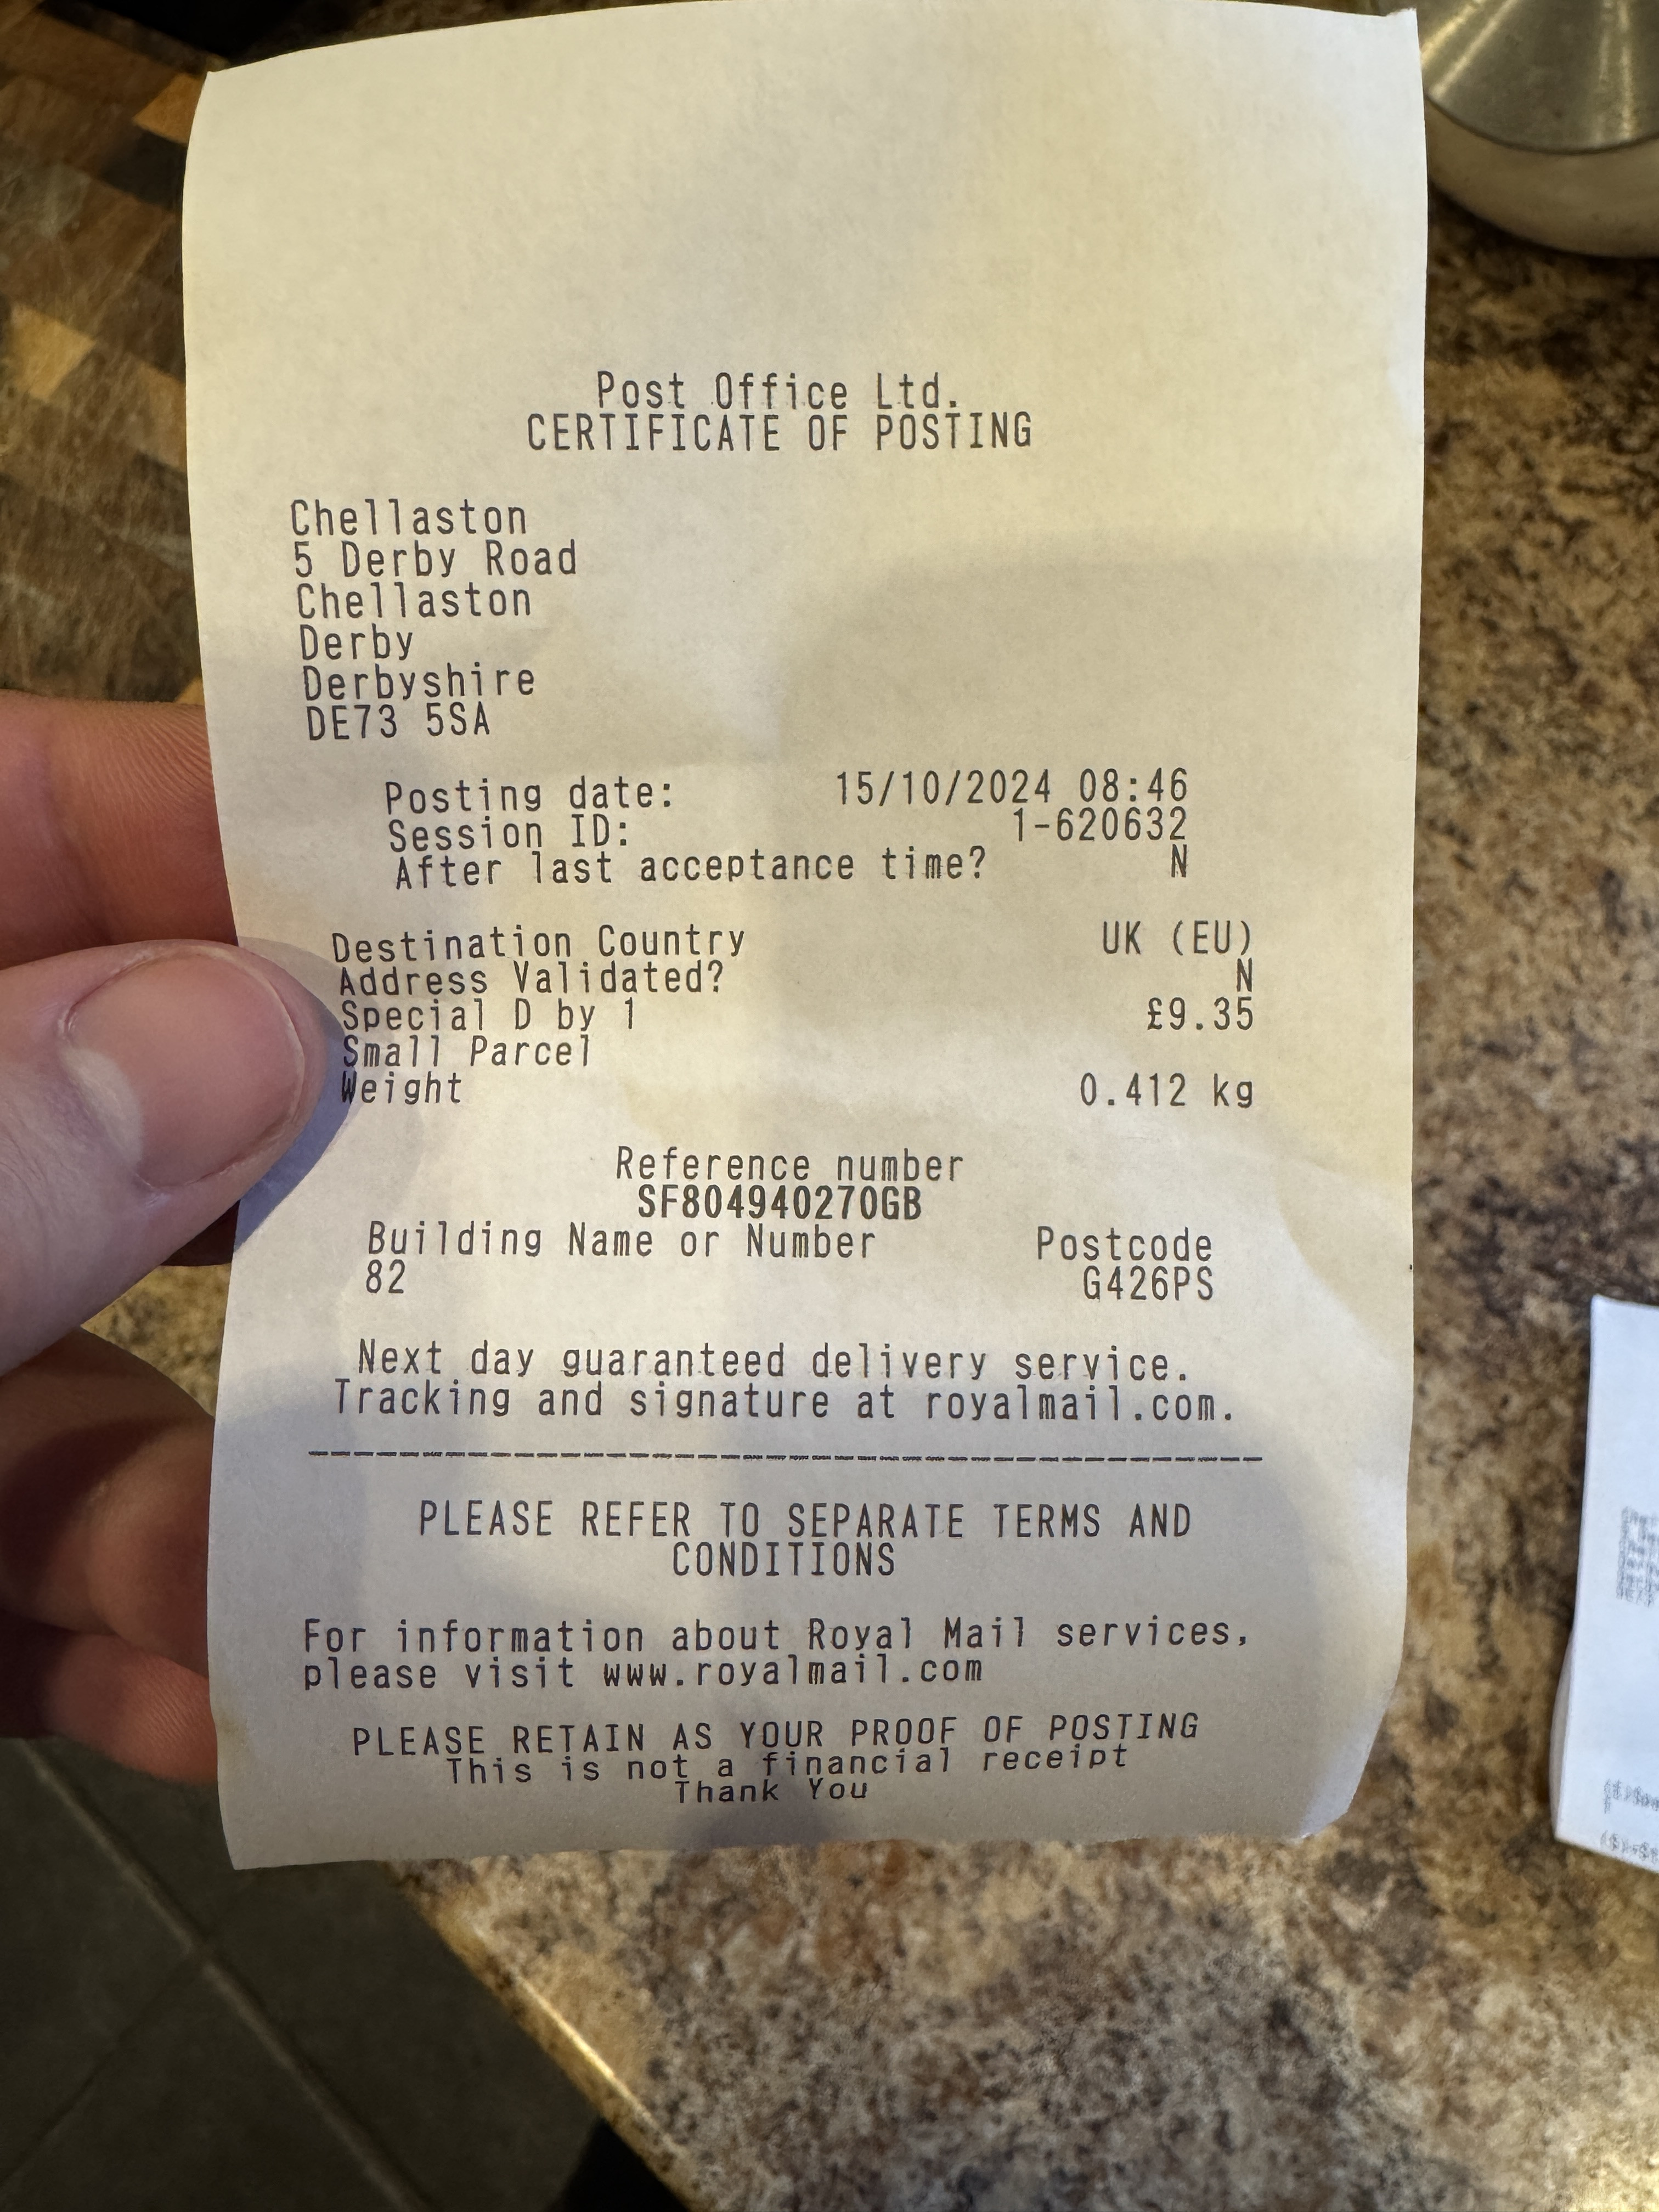 Post Office Ltd.
CERTIFICATE OF POSTING
Chellaston
5 Derby Road
Chellaston
Derby
Derbyshire
DE73 5SA
Posting date: 15/10/2024 08:46
Session ID: 1-620632
After last acceptance time? N
Destination Country UK (EU)
Address Validated? N
Special D by 1 £9.35
Small Parcel
Weight 0.412 kg
Reference number
SF804940270GB
Building Name or Number Postcode
82 G426PS
Next day guaranteed delivery service.
Tracking and signature at royalmail.com.
------------------------------------------
PLEASE REFER TO SEPARATE TERMS AND
CONDITIONS
For information about Royal Mail services,
please visit www.royalmail.com
PLEASE RETAIN AS YOUR PROOF OF POSTING
This is not a financial receipt
Thank You